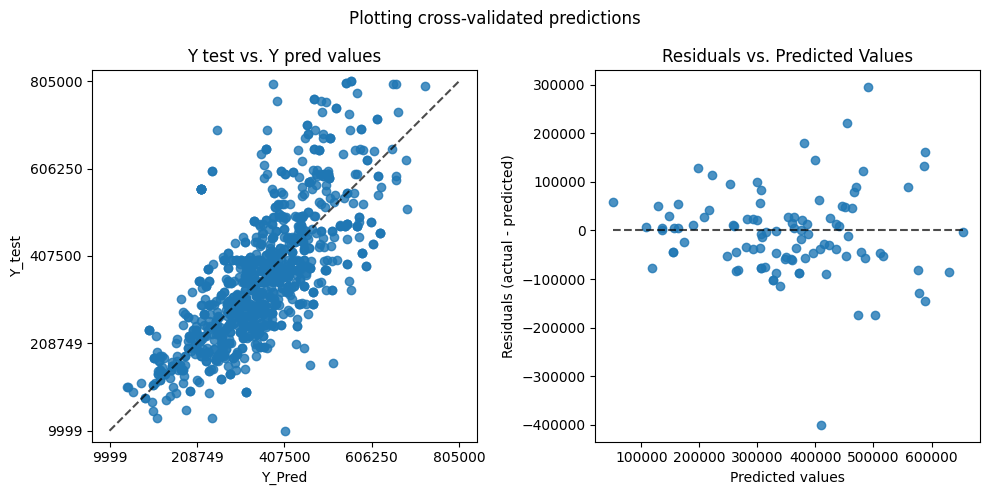 Plotting cross-validated predictions
Y test vs. Y pred values
805000
606250
407500
208749
9999
Y_test
9999 208749 407500 606250 805000
Y_Pred
Residuals vs. Predicted Values
300000
200000
100000
0
−100000
−200000
−300000
−400000
Residuals (actual - predicted)
100000 200000 300000 400000 500000 600000
Predicted values